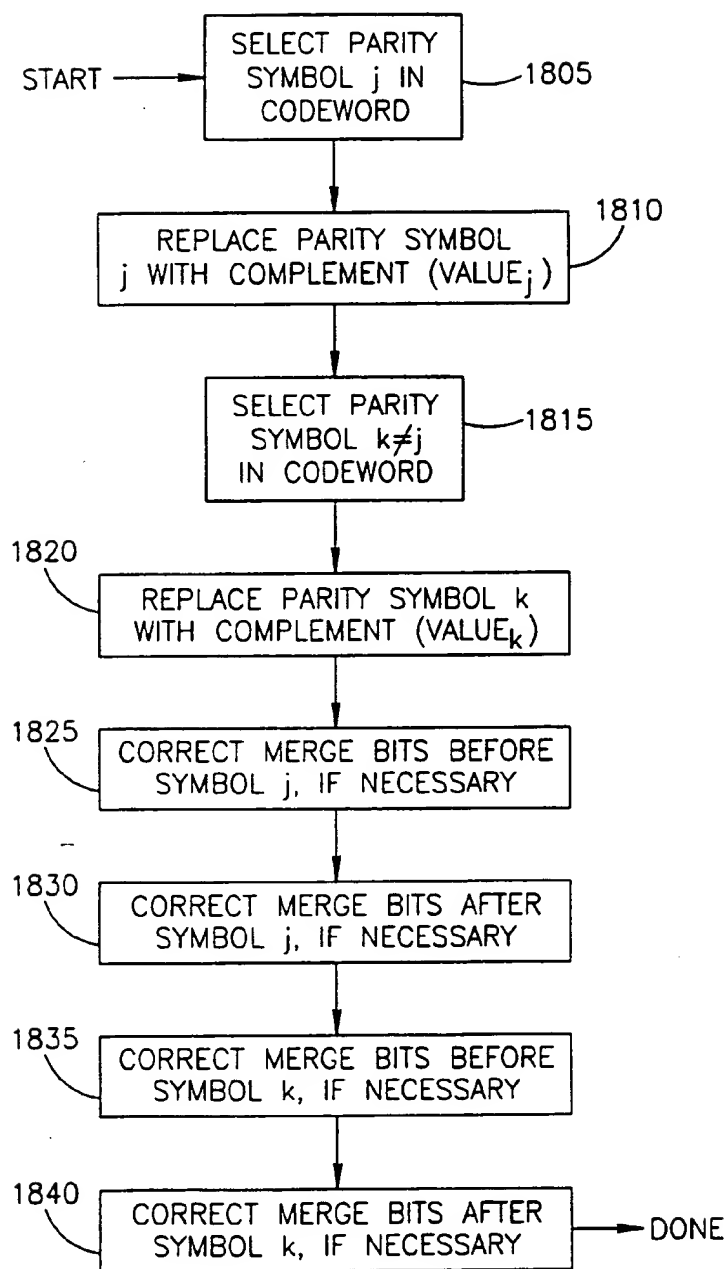 START
SELECT PARITY
SYMBOL j IN
CODEWORD
1805
REPLACE PARITY SYMBOL
j WITH COMPLEMENT (VALUEj)
1810
SELECT PARITY
SYMBOL k≠j
IN CODEWORD
1815
1820
REPLACE PARITY SYMBOL k
WITH COMPLEMENT (VALUEk)
1825
CORRECT MERGE BITS BEFORE
SYMBOL j, IF NECESSARY
1830
CORRECT MERGE BITS AFTER
SYMBOL j, IF NECESSARY
1835
CORRECT MERGE BITS BEFORE
SYMBOL k, IF NECESSARY
1840
CORRECT MERGE BITS AFTER
SYMBOL k, IF NECESSARY
DONE